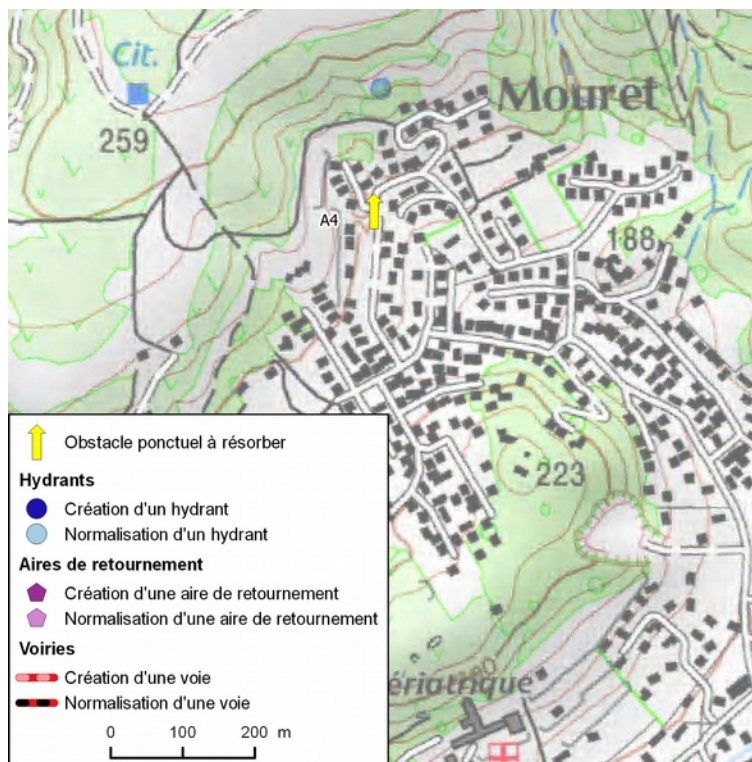 Cit.
Mouret
259
A4
188
223
Obstacle ponctuel à résorber
Hydrants
Création d'un hydrant
Normalisation d'un hydrant
Aires de retournement
Création d'une aire de retournement
Normalisation d'une aire de retournement
Voiries
Création d'une voie
Normalisation d'une voie
ériatrique
0 100 200 m